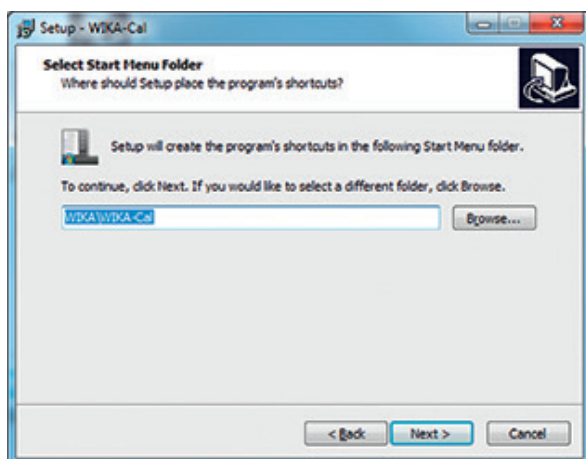 Setup - WIKA-Cal
Select Start Menu Folder
Where should Setup place the program's shortcuts?
Setup will create the program's shortcuts in the following Start Menu folder.
To continue, click Next. If you would like to select a different folder, click Browse.
WIKA\WIKA-Cal
Browse...
< Back
Next >
Cancel